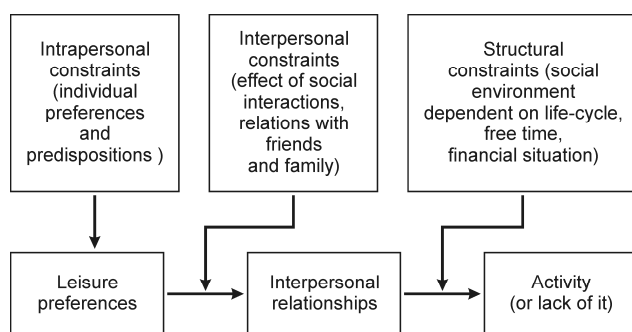 Intrapersonal
constraints
(individual
preferences
and
predispositions )
Interpersonal
constraints
(effect of social
interactions,
relations with
friends
and family)
Structural
constraints (social
environment
dependent on life-cycle,
free time,
financial situation)
Leisure
preferences
Interpersonal
relationships
Activity
(or lack of it)